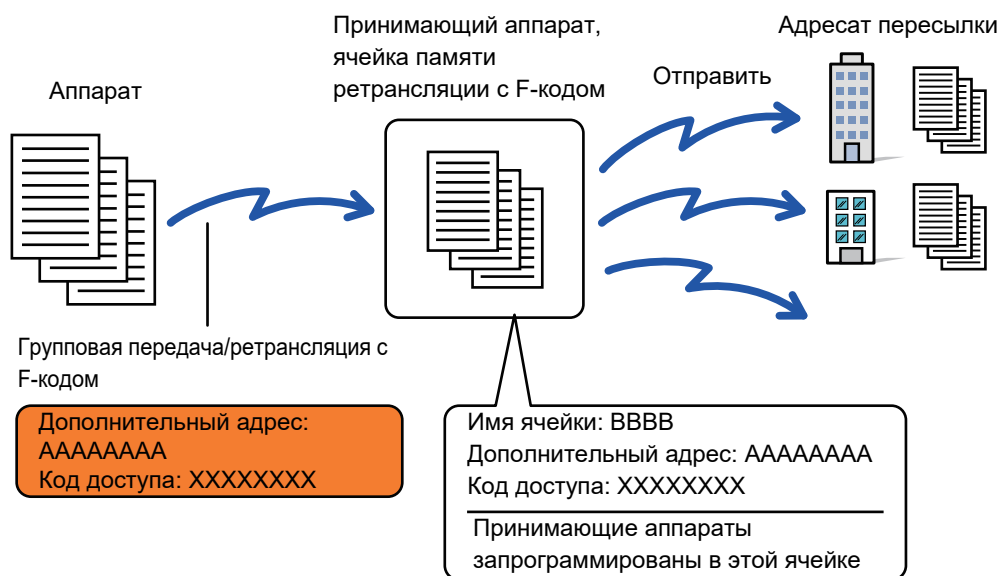 Аппарат
Принимающий аппарат,
ячейка памяти
ретрансляции с F-кодом
Отправить
Адресат пересылки
Групповая передача/ретрансляция с
F-кодом
Дополнительный адрес:
AAAAAAAA
Код доступа: XXXXXXXX
Имя ячейки: BBBB
Дополнительный адрес: AAAAAAAA
Код доступа: XXXXXXXX
Принимающие аппараты
запрограммированы в этой ячейке